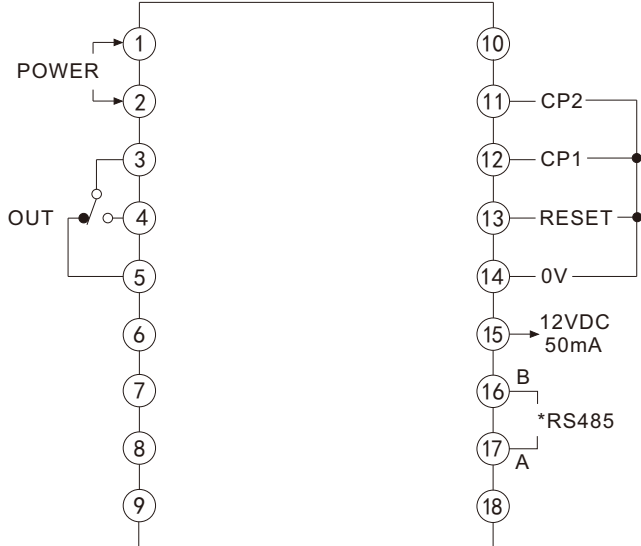 1
POWER
2
3
OUT
4
5
6
7
8
9
10
11 CP2
12 CP1
13 RESET
14 0V
15 12VDC
50mA
16 B
*RS485
17 A
18